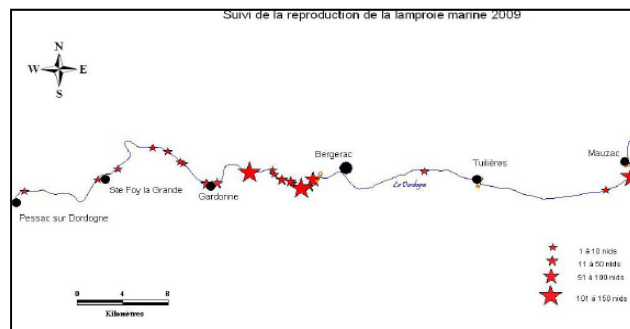 Suivi de la reproduction de la lamproie marine 2009
N
W E
S
Bergerac
Mauzac
Tuilières
Ste Foy la Grande
Gardonne
La Dordogne
Pessac sur Dordogne
1 à 10 nids
11 à 50 nids
51 à 100 nids
101 à 150 nids
0 4 8
Kilomètres